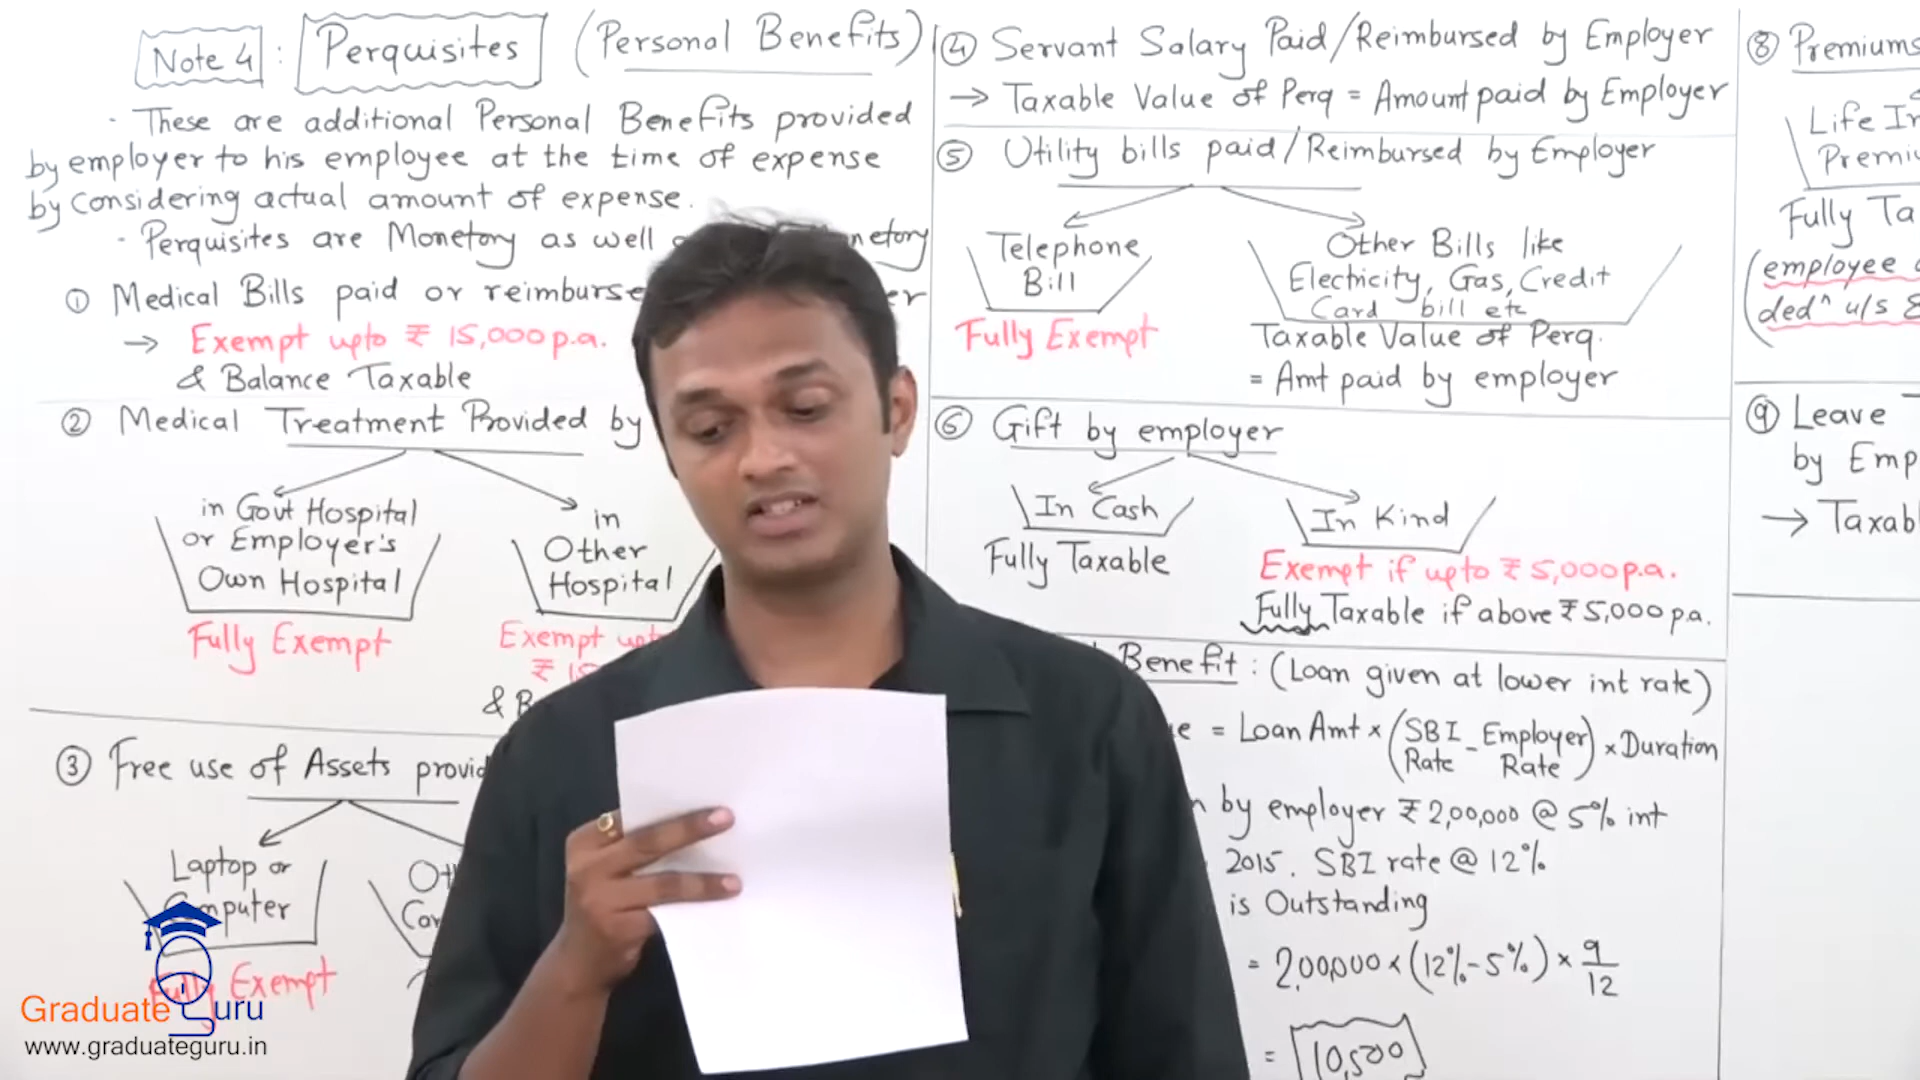 Note 4 : Perquisites (Personal Benefits)
- These are additional Personal Benefits provided
by employer to his employee at the time of expense
by considering actual amount of expense.
- Perquisites are Monetory as well
① Medical Bills paid or reimburse
→ Exempt upto ₹ 15,000 p.a.
& Balance Taxable
② Medical Treatment Provided by
in Govt Hospital
or Employer's
Own Hospital
Fully Exempt
in
Other
Hospital
Exempt upt
₹ 15
& B
③ Free use of Assets provid
Laptop or
Computer
Fully Exempt
④ Servant Salary Paid/Reimbursed by Employer
→ Taxable Value of Perq = Amount paid by Employer
⑤ Utility bills paid/Reimbursed by Employer
Telephone
Bill
Fully Exempt
Other Bills like
Electicity, Gas, Credit
Card bill etc
Taxable Value of Perq.
= Amt paid by employer
⑥ Gift by employer
In Cash
Fully Taxable
In Kind
Exempt if upto ₹ 5,000 p.a.
Fully Taxable if above ₹ 5,000 p.a.
Benefit : (Loan given at lower int rate)
= Loan Amt × (SBI Rate - Employer Rate) × Duration
by employer ₹ 2,00,000 @ 5% int
2015. SBI rate @ 12%
is Outstanding
= 2,00,000 × (12% - 5%) × 9/12
= 10,500
⑧ Premiums
Life In
Premiu
Fully Ta
(employee
dedⁿ u/s 8
⑨ Leave
by Emp
→ Taxab
Graduate Guru
www.graduateguru.in